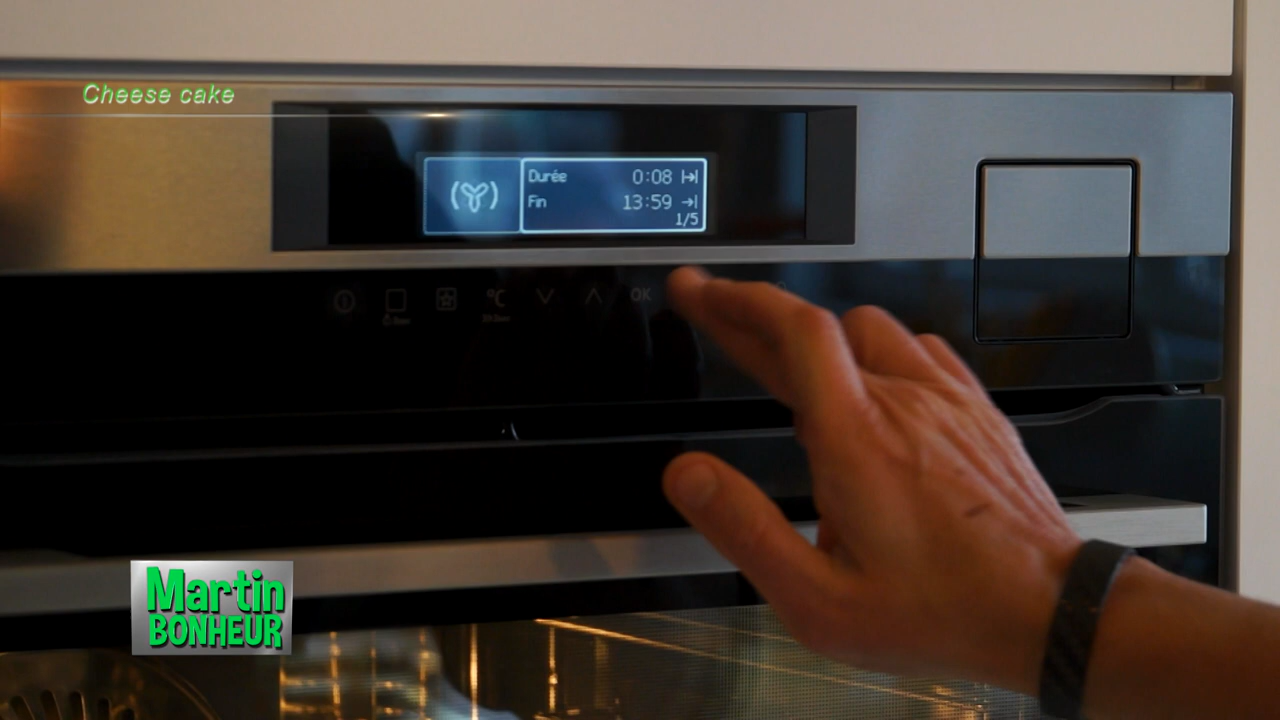 Cheese cake
Durée 0:08
Fin 13:59
1/5
°C
OK
Martin
BONHEUR